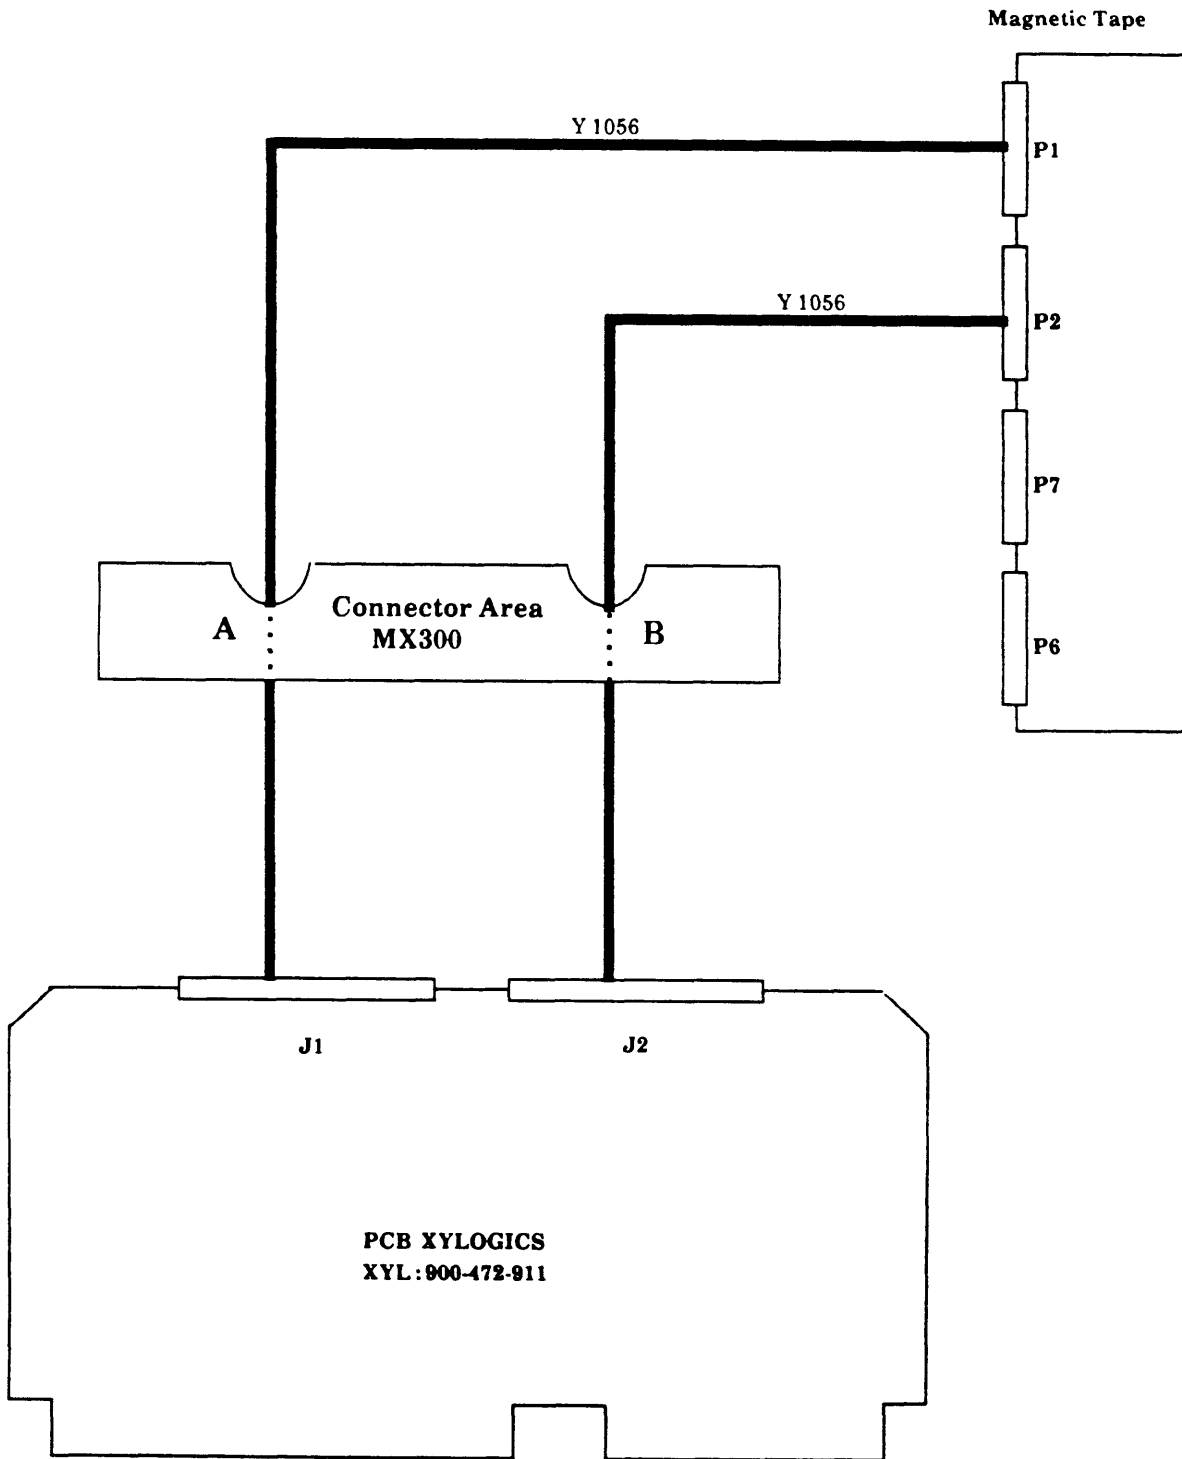 Magnetic Tape
Y 1056
P1
Y 1056
P2
P7
Connector Area
A
MX300
B
P6
J1
J2
PCB XYLOGICS
XYL:900-472-911